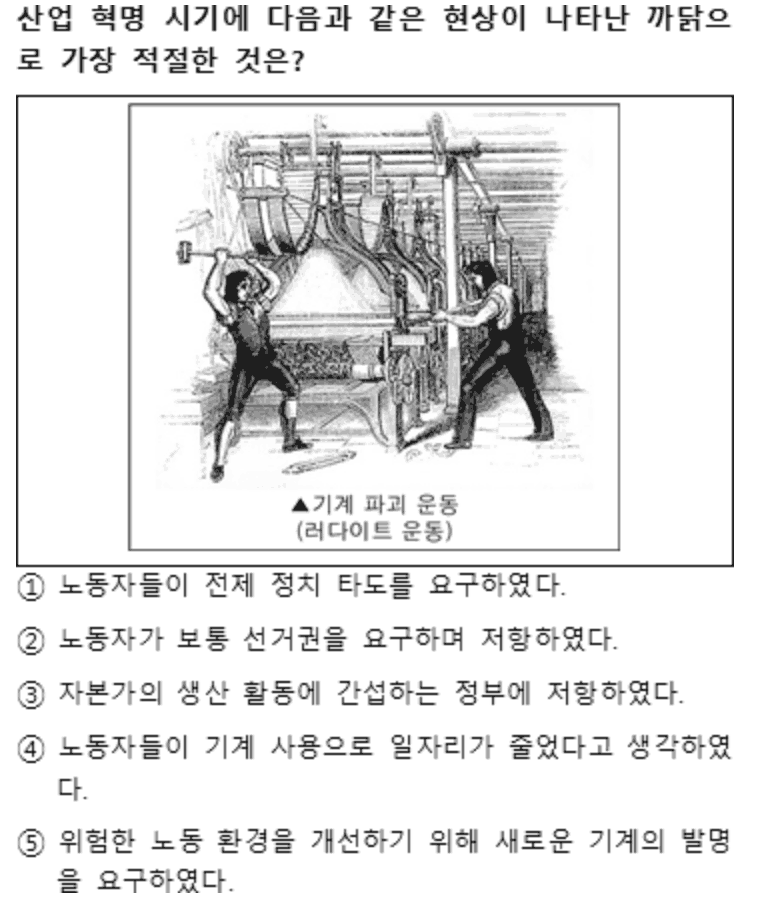 산업 혁명 시기에 다음과 같은 현상이 나타난 까닭으
로 가장 적절한 것은?
▲기계 파괴 운동
(러다이트 운동)
① 노동자들이 전제 정치 타도를 요구하였다.
② 노동자가 보통 선거권을 요구하며 저항하였다.
③ 자본가의 생산 활동에 간섭하는 정부에 저항하였다.
④ 노동자들이 기계 사용으로 일자리가 줄었다고 생각하였
다.
⑤ 위험한 노동 환경을 개선하기 위해 새로운 기계의 발명
을 요구하였다.